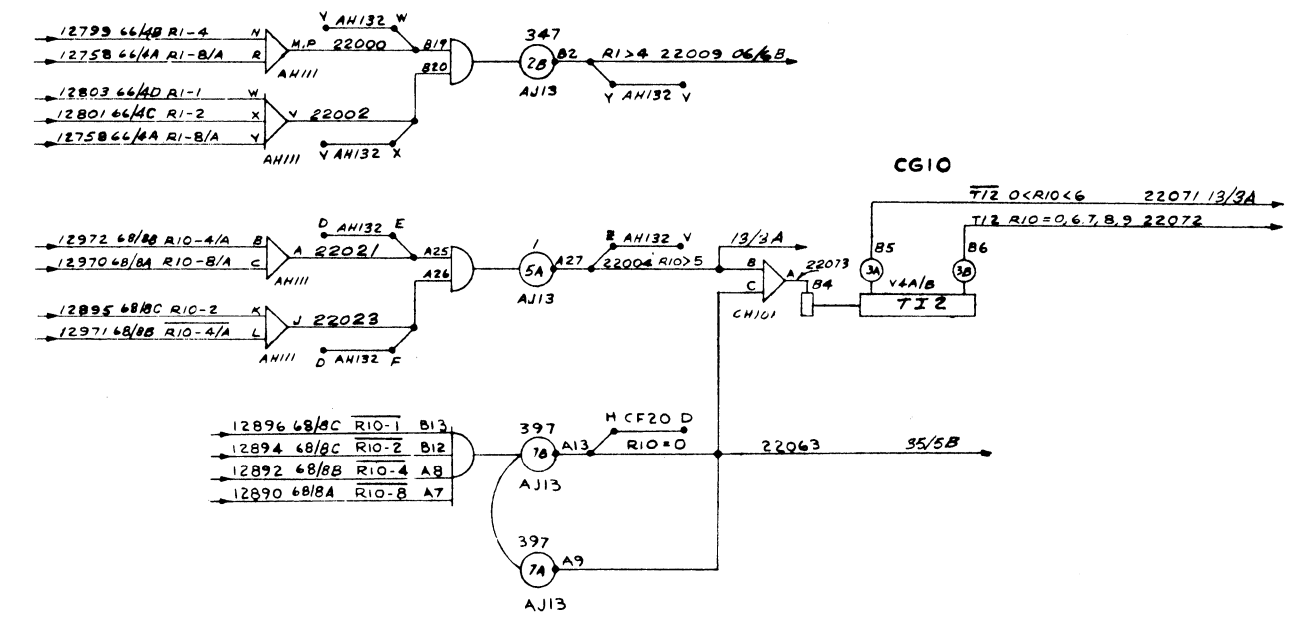 V AH132 W
12799 66/4B R1-4 N
M,P 22000 B19
347
2B B2 R1>4 22009 06/6B
12758 66/4A R1-8/A R
AH111
B20
AJ13
Y AH132 V
12803 66/4D R1-1 W
12801 66/4C R1-2 X
V 22002
12758 66/4A R1-8/A Y
AH111
V AH132 X
CG10
T12 0<R10<6 22071 13/3A
T12 R10=0,6.7,8,9 22072
D AH132 E
12972 68/8B R10-4/A B
A 22021 A25
1
5A A27
AH132 V
22004 R10>5
13/3A
B5
B6
12970 68/8A R10-8/A C
AH111
A26
AJ13
B
C
A 22073
B4
CH101
3A
3B
V4A/B
TI2
12895 68/8C R10-2 K
J 22023
12971 68/8B R10-4/A L
AH111
D AH132 F
12896 68/8C R10-1 B13
12894 68/8C R10-2 B12
12892 68/8B R10-4 A8
12890 68/8A R10-8 A7
397
7B A13
AJ13
H CF20 D
R10=0
22063 35/5B
397
7A A9
AJ13